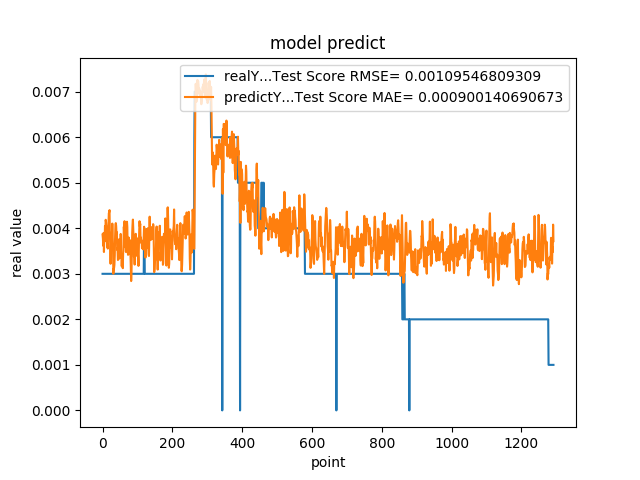 model predict
realY...Test Score RMSE= 0.00109546809309
predictY...Test Score MAE= 0.000900140690673
0.007
0.006
0.005
0.004
0.003
0.002
0.001
0.000
real value
0 200 400 600 800 1000 1200
point